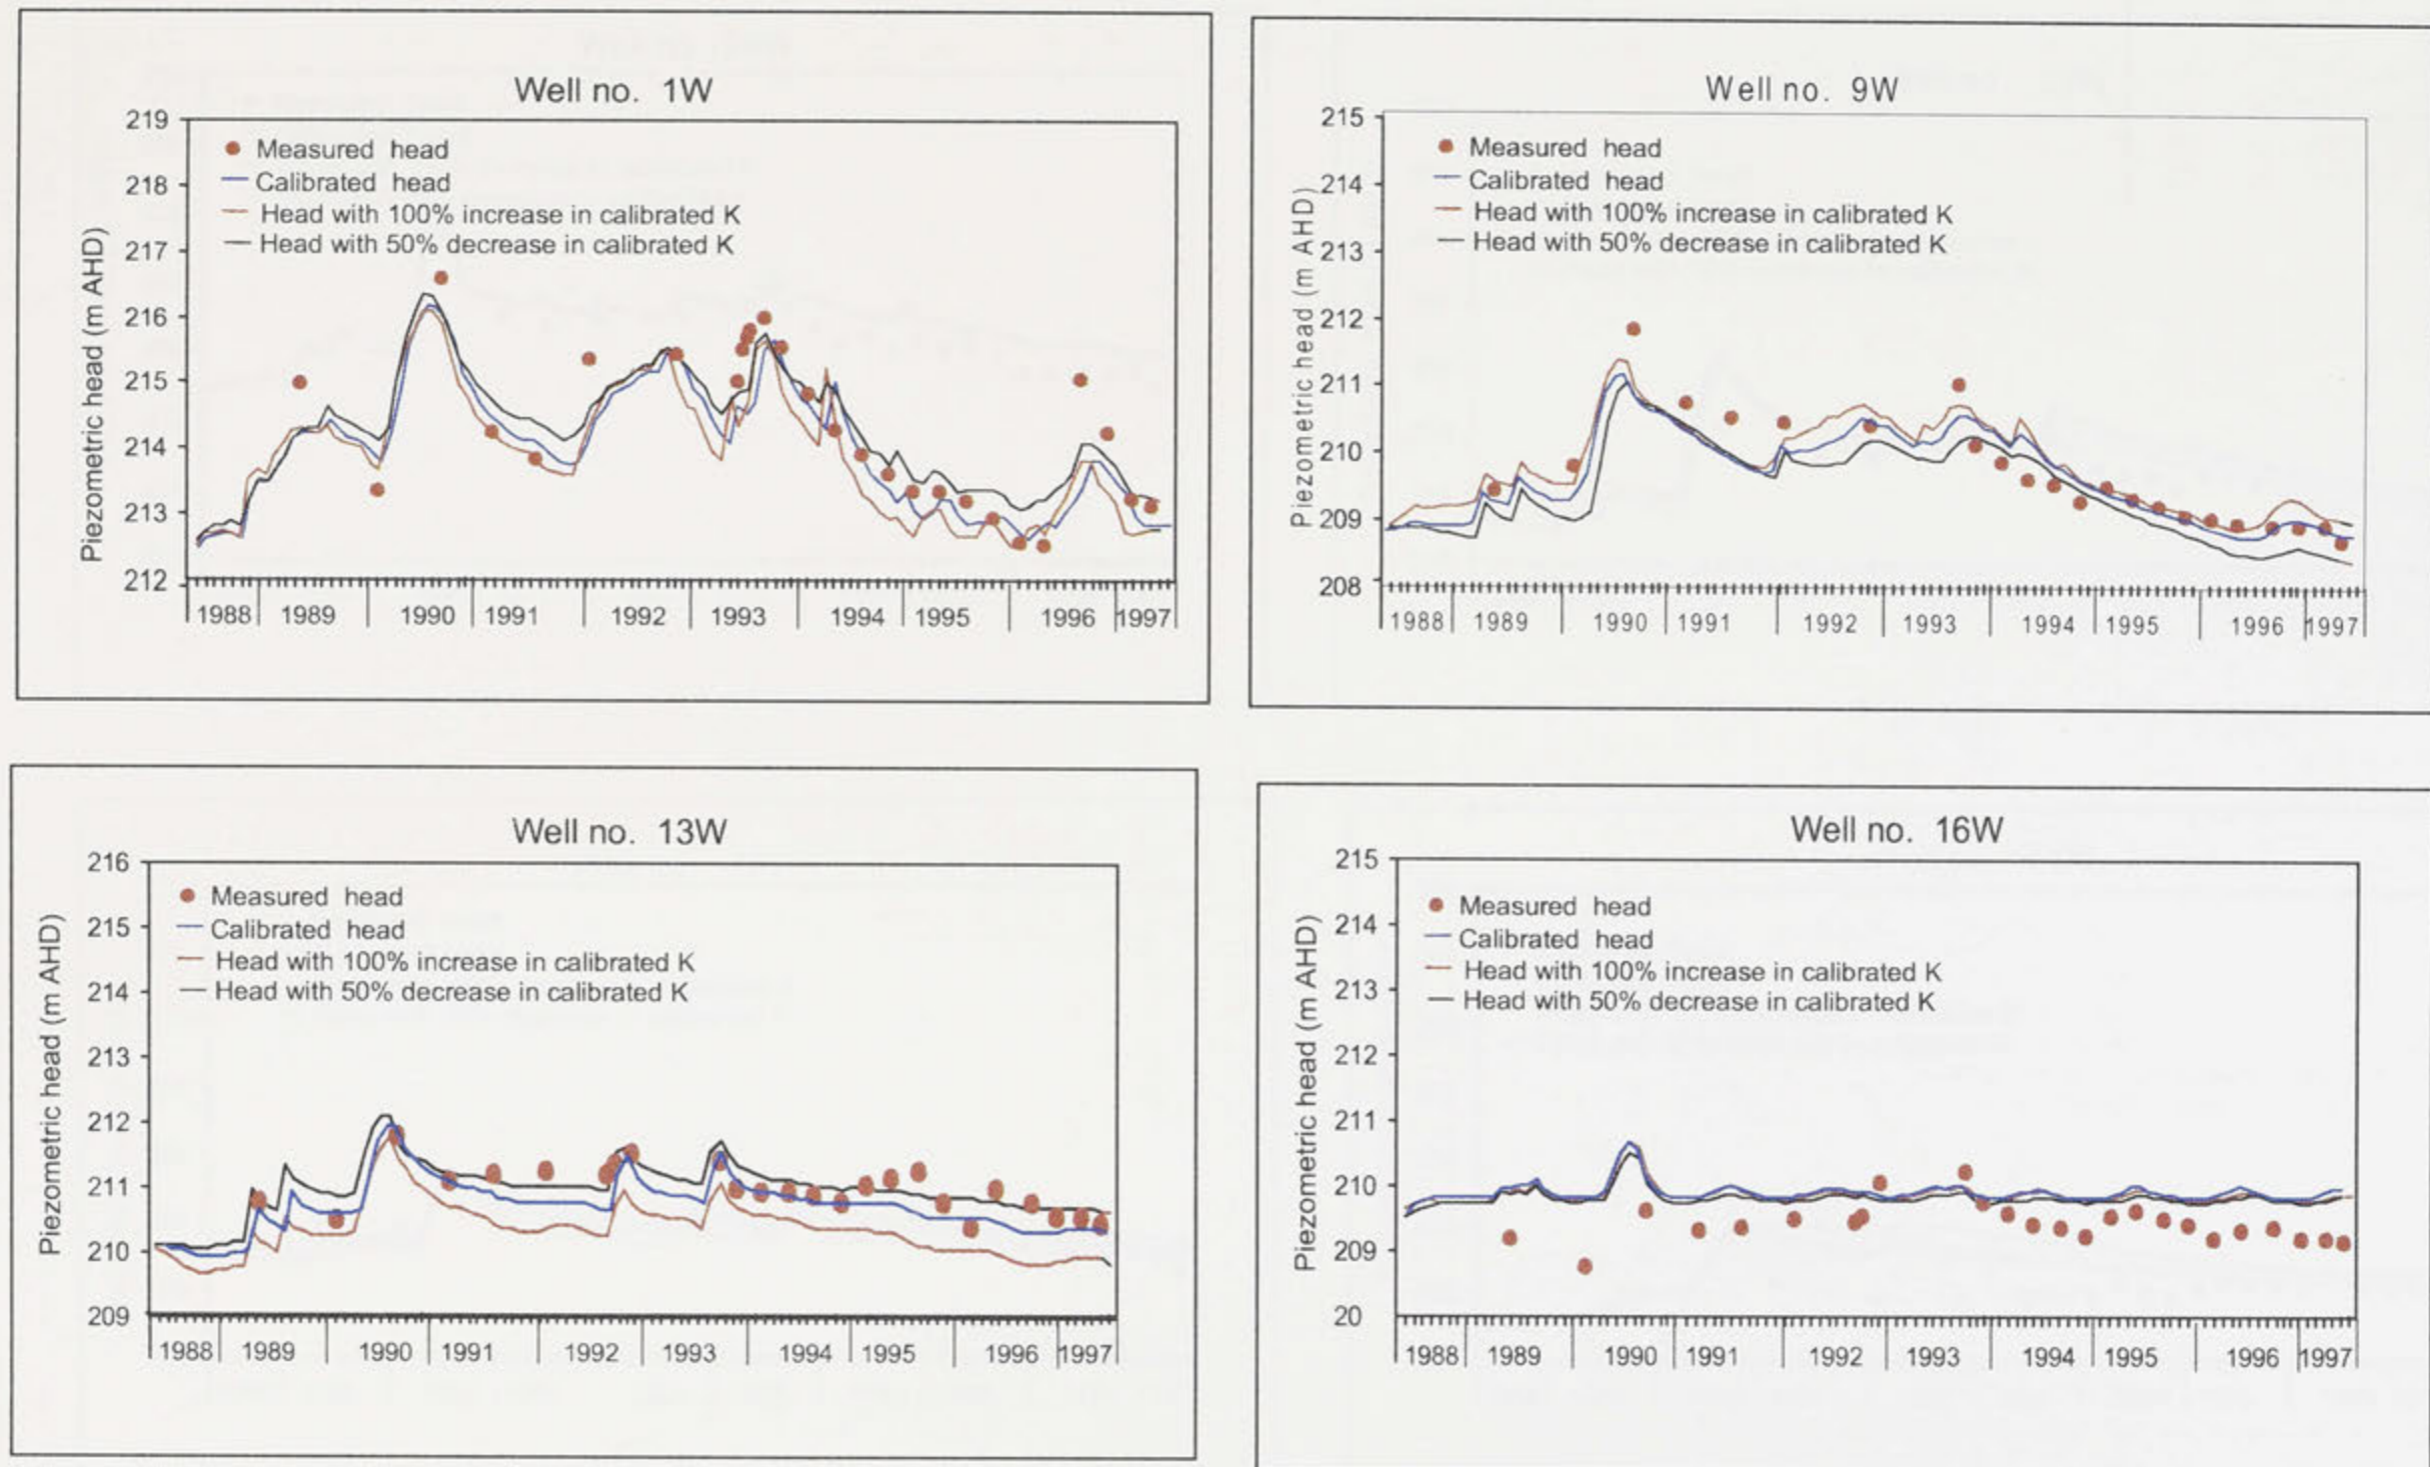 Well no. 1W
Piezometric head (m AHD)
219
218
217
216
215
214
213
212
Measured head
Calibrated head
Head with 100% increase in calibrated K
Head with 50% decrease in calibrated K
1988 1989 1990 1991 1992 1993 1994 1995 1996 1997
Well no. 9W
Piezometric head (m AHD)
215
214
213
212
211
210
209
208
Measured head
Calibrated head
Head with 100% increase in calibrated K
Head with 50% decrease in calibrated K
1988 1989 1990 1991 1992 1993 1994 1995 1996 1997
Well no. 13W
Piezometric head (m AHD)
216
215
214
213
212
211
210
209
Measured head
Calibrated head
Head with 100% increase in calibrated K
Head with 50% decrease in calibrated K
1988 1989 1990 1991 1992 1993 1994 1995 1996 1997
Well no. 16W
Piezometric head (m AHD)
215
214
213
212
211
210
209
20
Measured head
Calibrated head
Head with 100% increase in calibrated K
Head with 50% decrease in calibrated K
1988 1989 1990 1991 1992 1993 1994 1995 1996 1997